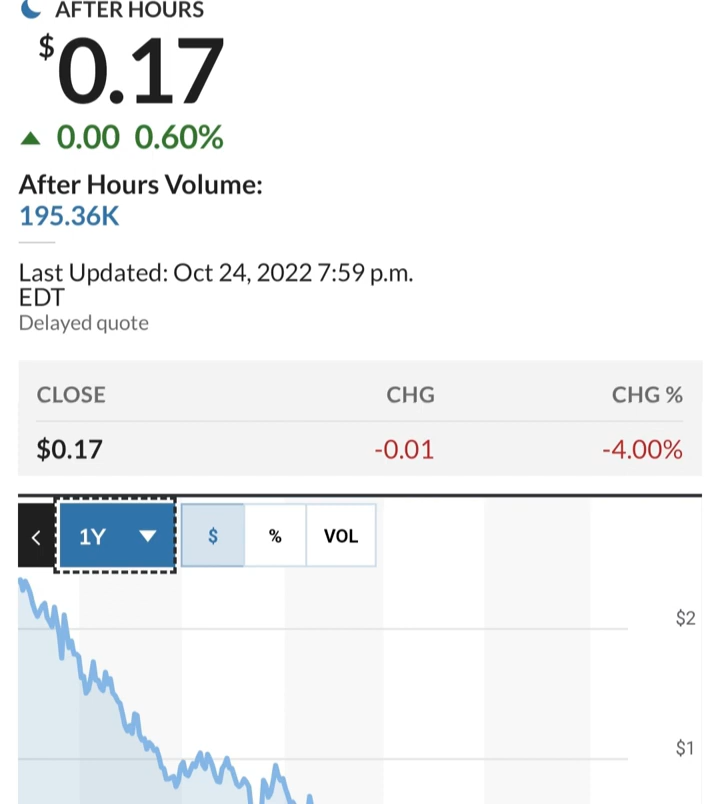 AFTER HOURS
$0.17
0.00 0.60%
After Hours Volume:
195.36K
Last Updated: Oct 24, 2022 7:59 p.m.
EDT
Delayed quote
CLOSE CHG CHG %
$0.17 -0.01 -4.00%
1Y $ % VOL
$2
$1